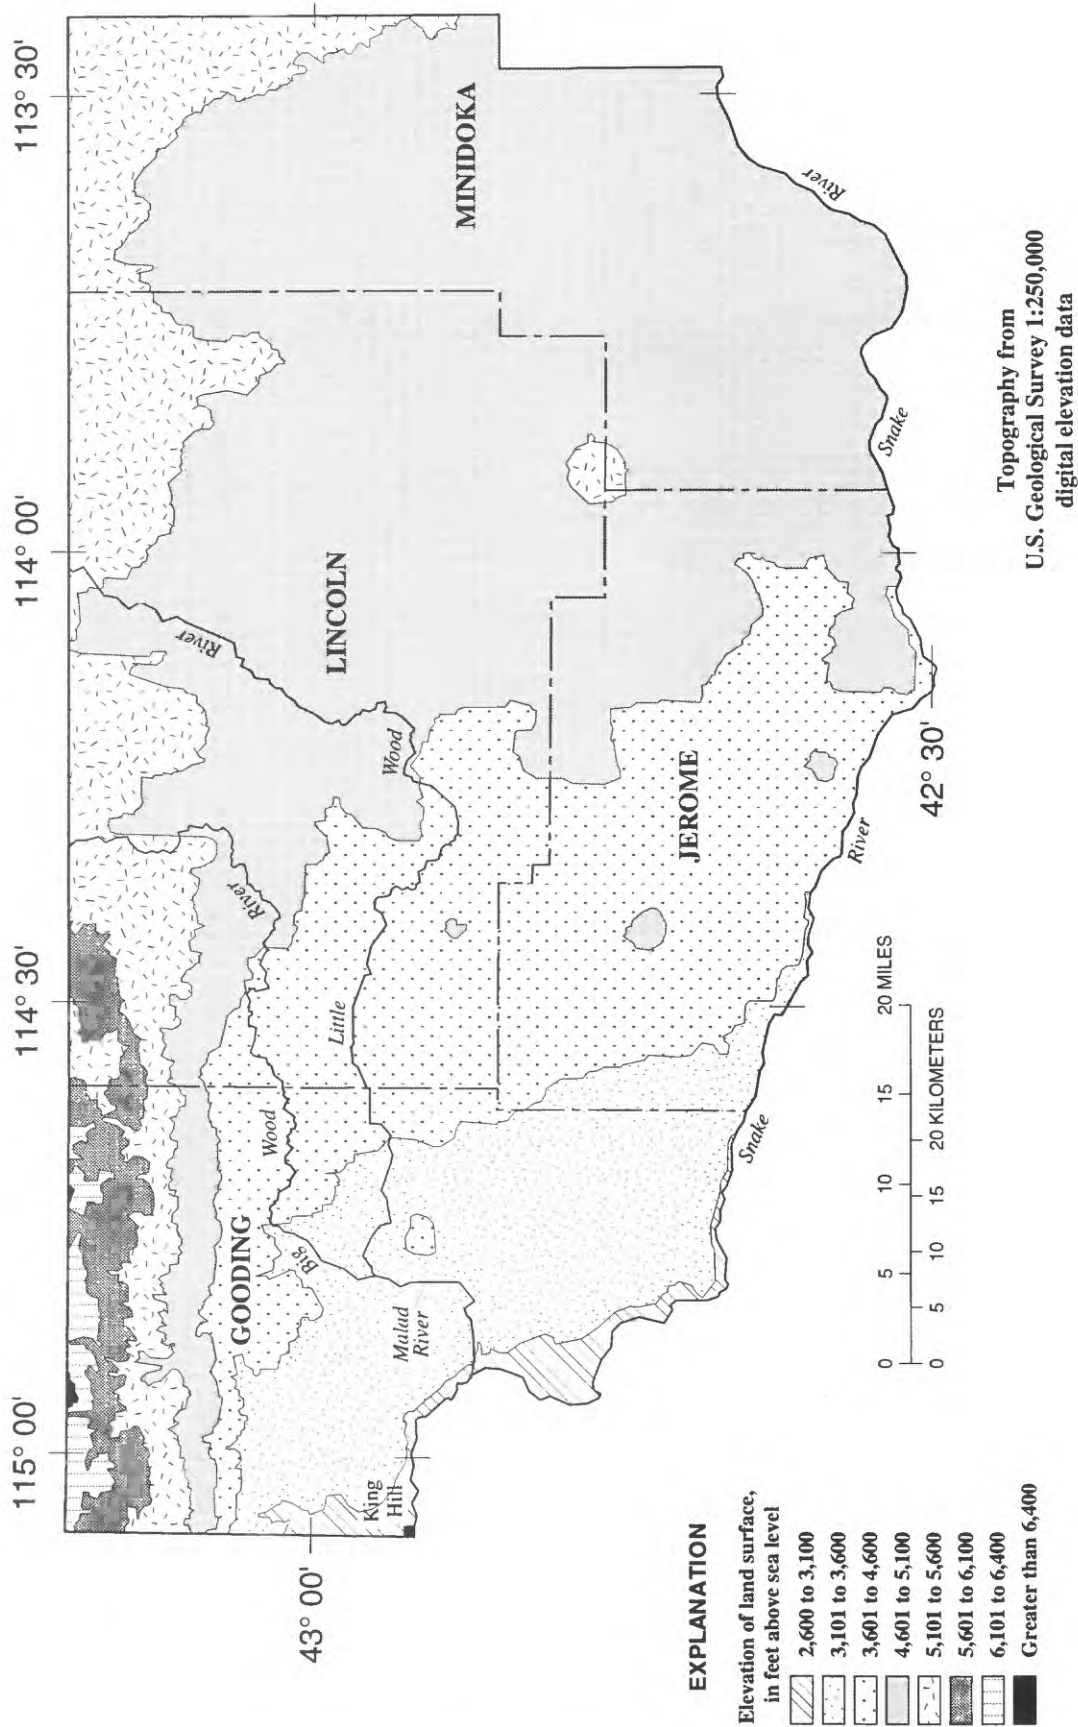 115° 00'
114° 30'
114° 00'
113° 30'
43° 00'
42° 30'
GOODING
LINCOLN
MINIDOKA
JEROME
King
Hill
Malad
River
Big
Wood
River
Little
Wood
River
Snake
River
Snake
River
EXPLANATION
Elevation of land surface,
in feet above sea level
2,600 to 3,100
3,101 to 3,600
3,601 to 4,600
4,601 to 5,100
5,101 to 5,600
5,601 to 6,100
6,101 to 6,400
Greater than 6,400
0 5 10 15 20 MILES
0 5 10 15 20 KILOMETERS
Topography from
U.S. Geological Survey 1:250,000
digital elevation data